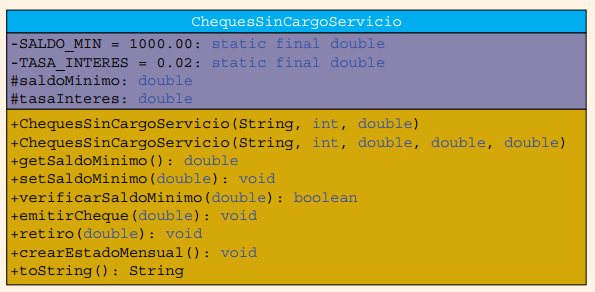 ChequesSinCargoServicio
-SALDO_MIN = 1000.00: static final double
-TASA_INTERES = 0.02: static final double
#saldoMinimo: double
#tasaInteres: double
+ChequesSinCargoServicio(String, int, double)
+ChequesSinCargoServicio(String, int, double, double, double)
+getSaldoMinimo(): double
+setSaldoMinimo(double): void
+verificarSaldoMinimo(double): boolean
+emitirCheque(double): void
+retiro(double): void
+crearEstadoMensual(): void
+toString(): String